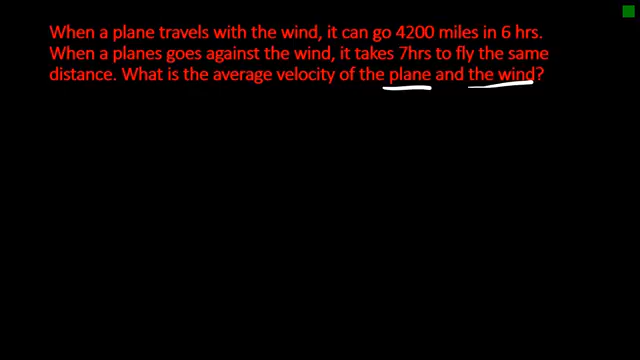 When a plane travels with the wind, it can go 4200 miles in 6 hrs.
When a planes goes against the wind, it takes 7hrs to fly the same
distance. What is the average velocity of the plane and the wind?